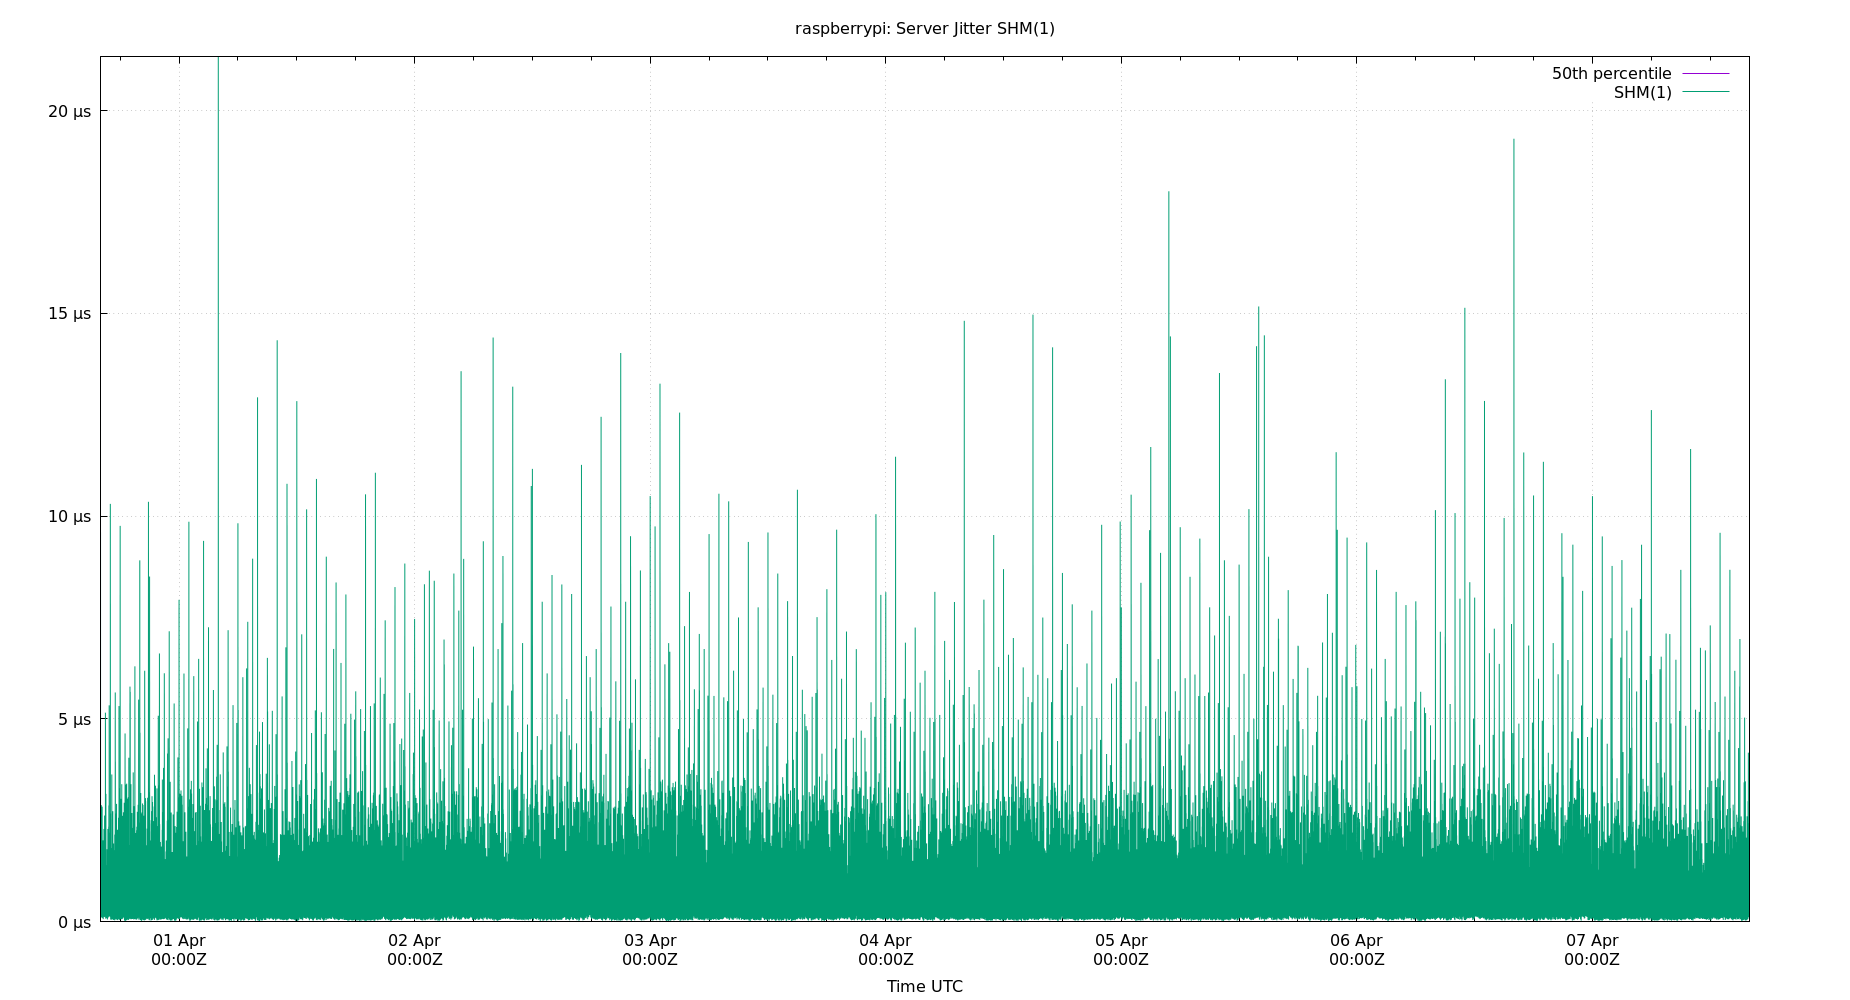 raspberrypi: Server Jitter SHM(1)
50th percentile
SHM(1)
20 µs
15 µs
10 µs
5 µs
0 µs
01 Apr 02 Apr 03 Apr 04 Apr 05 Apr 06 Apr 07 Apr
00:00Z 00:00Z 00:00Z 00:00Z 00:00Z 00:00Z 00:00Z
Time UTC